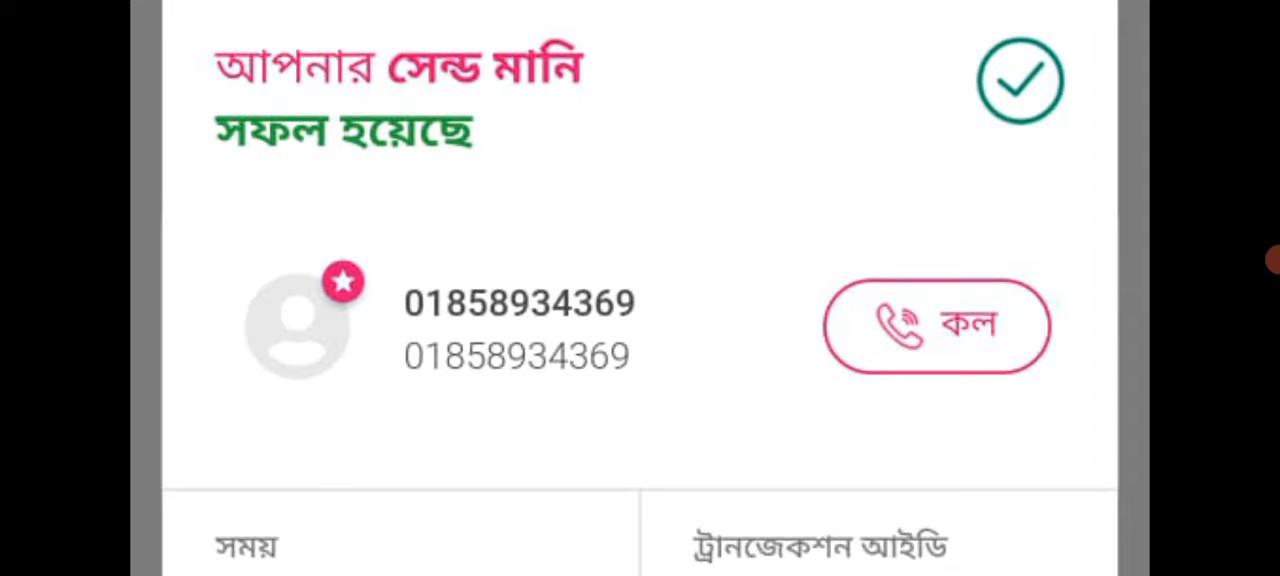 আপনার সেন্ড মানি
সফল হয়েছে
01858934369
01858934369
কল
সময়
ট্রানজেকশন আইডি